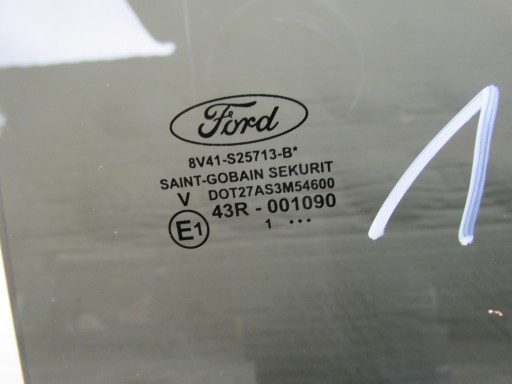 Ford
8V41-S25713-B*
SAINT-GOBAIN SEKURIT
V DOT27AS3M54600
E1 43R - 001090
1 ...
1